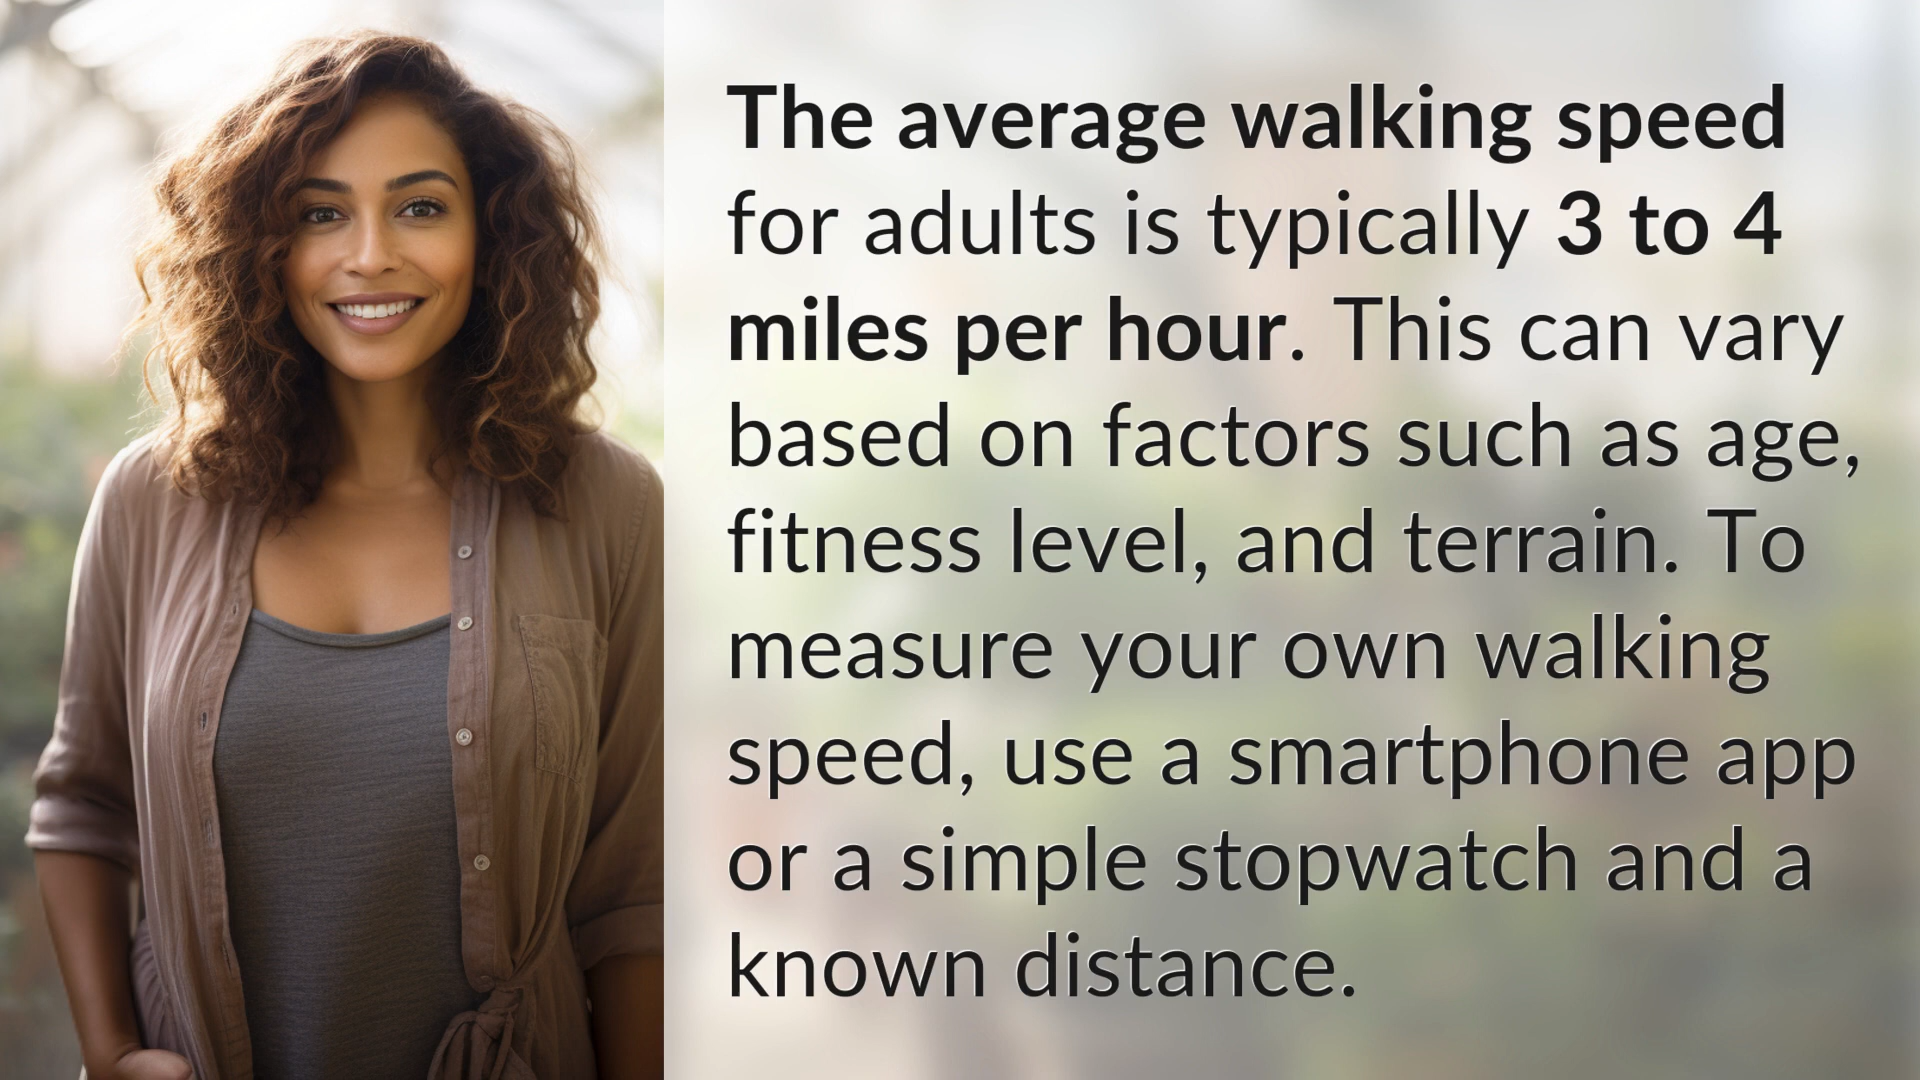 The average walking speed
for adults is typically 3 to 4
miles per hour. This can vary
based on factors such as age,
fitness level, and terrain. To
measure your own walking
speed, use a smartphone app
or a simple stopwatch and a
known distance.